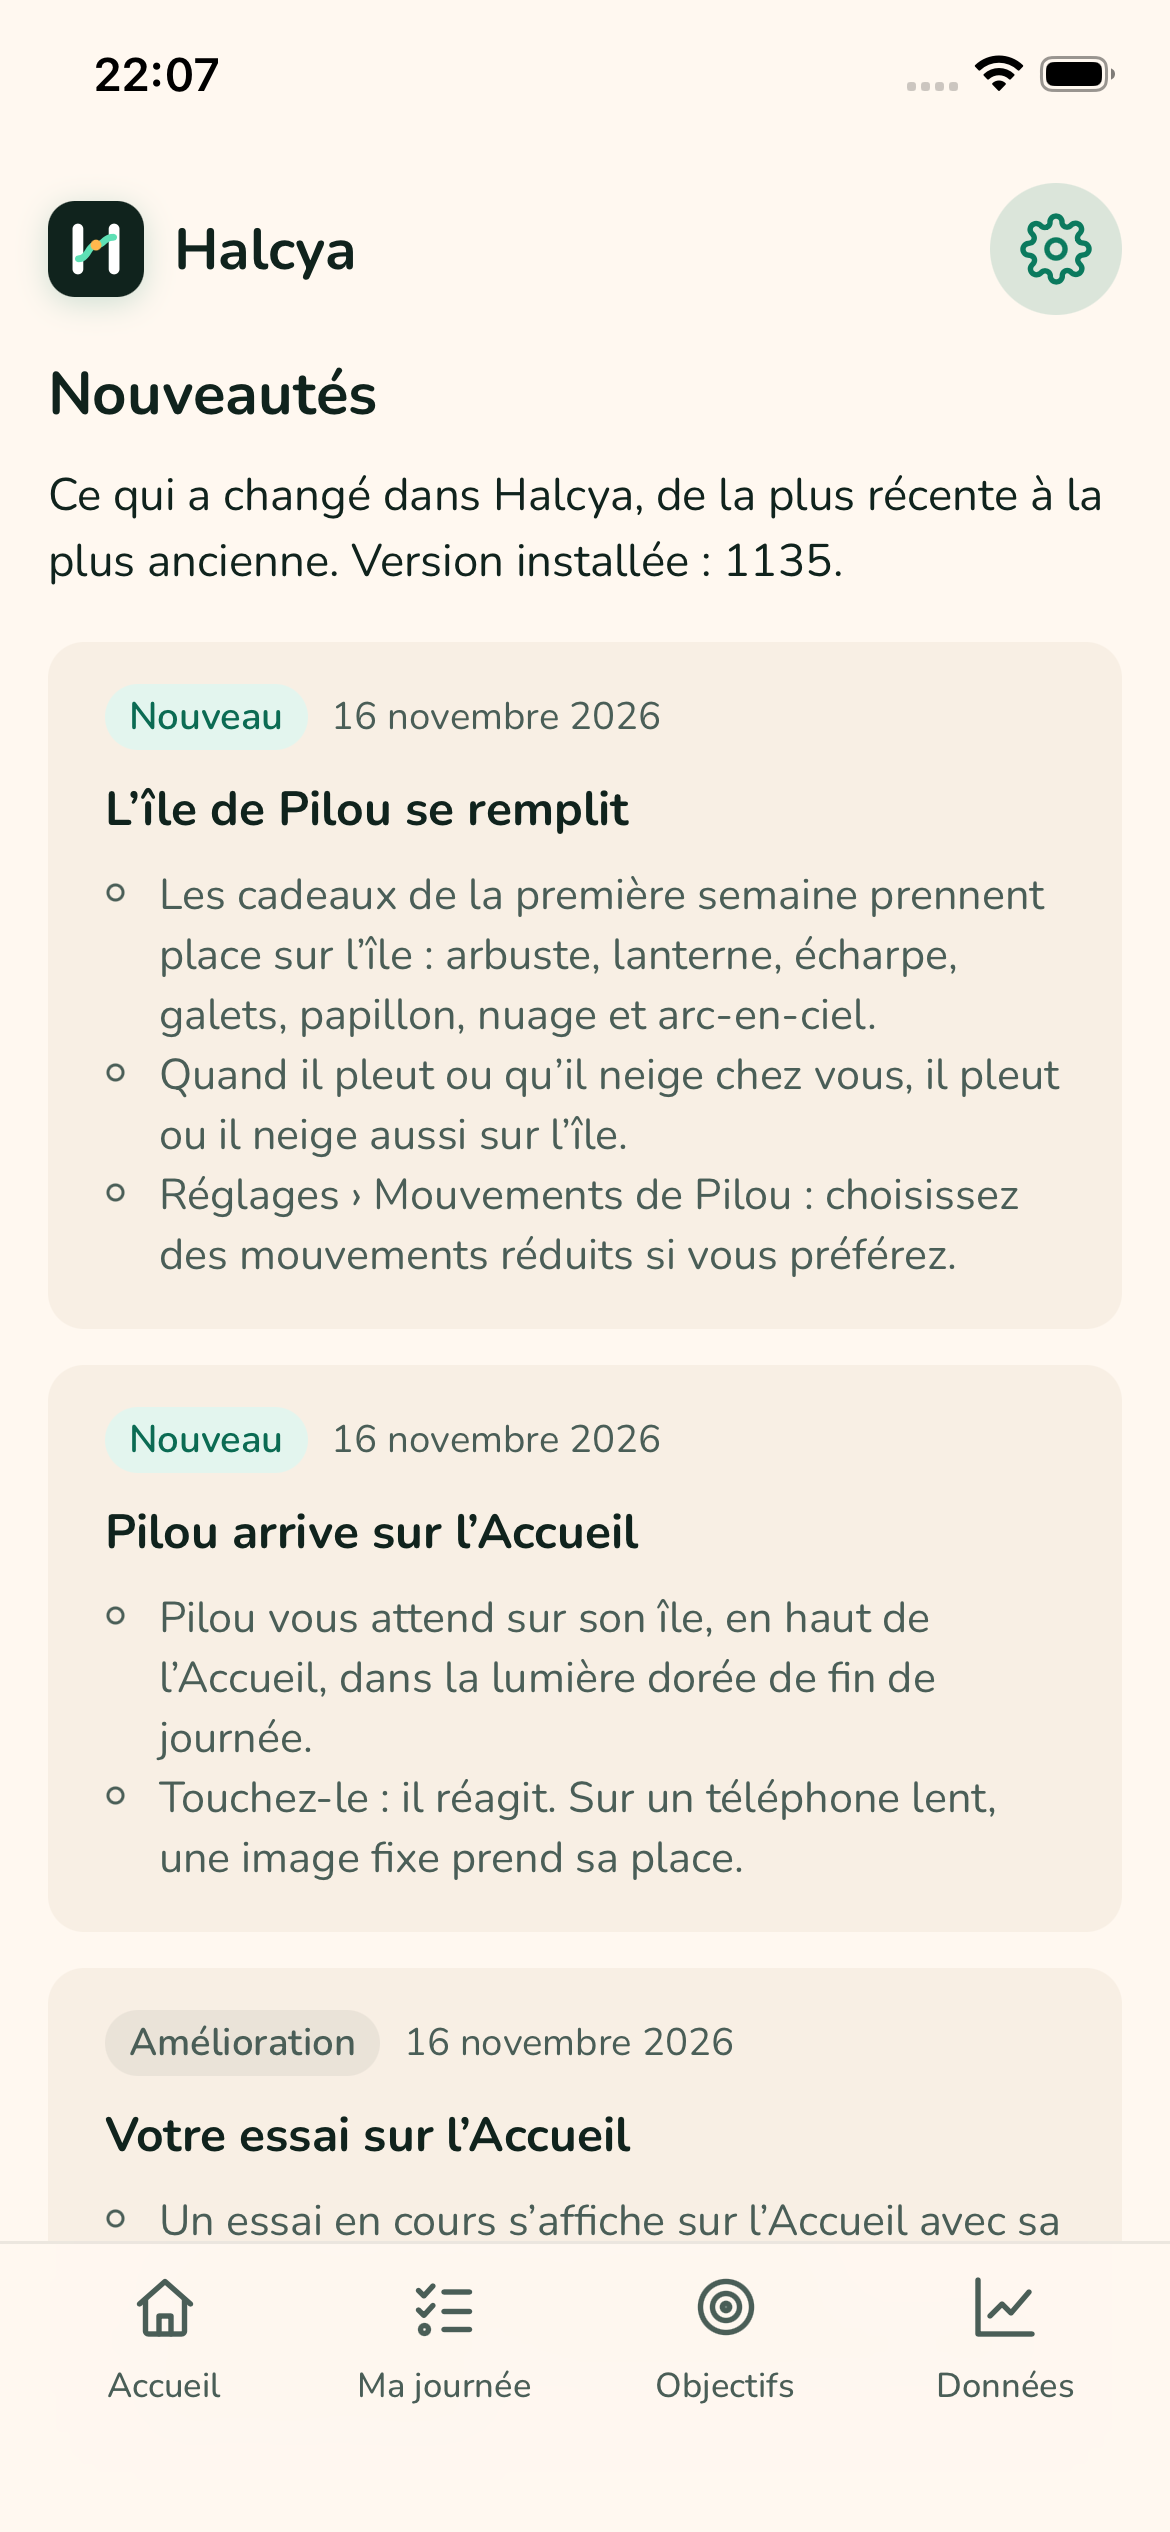 22:07
Halcya
Nouveautés
Ce qui a changé dans Halcya, de la plus récente à la
plus ancienne. Version installée : 1135.
Nouveau 16 novembre 2026
L’île de Pilou se remplit
Les cadeaux de la première semaine prennent
place sur l’île : arbuste, lanterne, écharpe,
galets, papillon, nuage et arc-en-ciel.
Quand il pleut ou qu’il neige chez vous, il pleut
ou il neige aussi sur l’île.
Réglages › Mouvements de Pilou : choisissez
des mouvements réduits si vous préférez.
Nouveau 16 novembre 2026
Pilou arrive sur l’Accueil
Pilou vous attend sur son île, en haut de
l’Accueil, dans la lumière dorée de fin de
journée.
Touchez-le : il réagit. Sur un téléphone lent,
une image fixe prend sa place.
Amélioration 16 novembre 2026
Votre essai sur l’Accueil
Un essai en cours s’affiche sur l’Accueil avec sa
Accueil Ma journée Objectifs Données